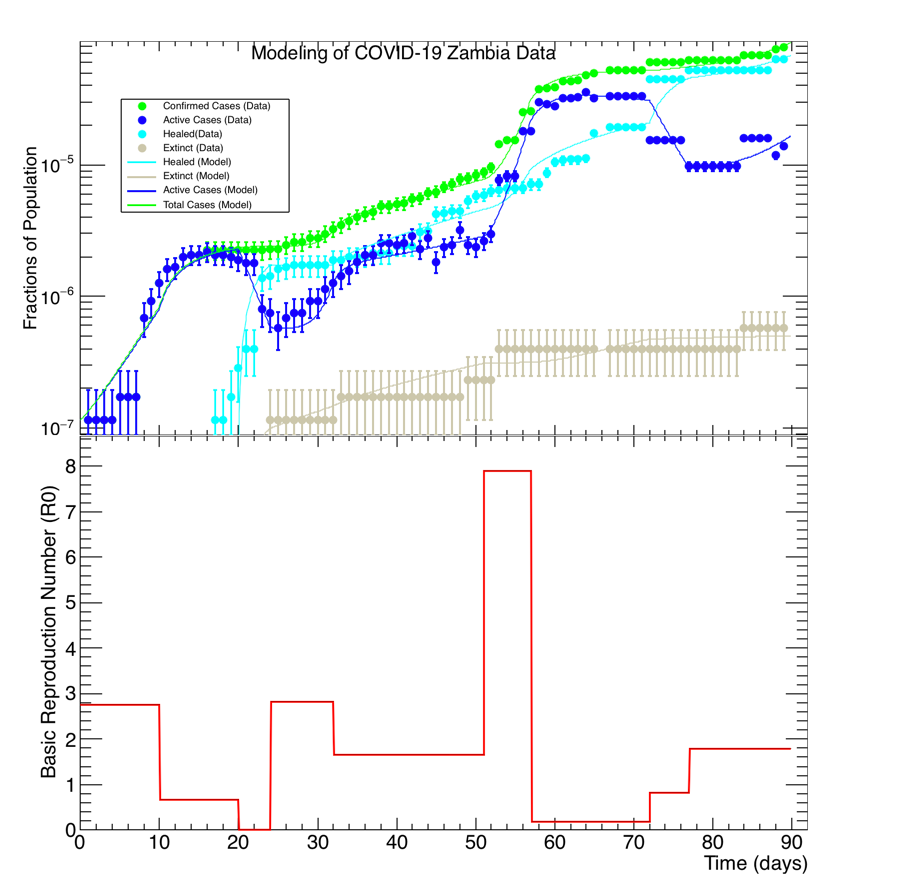 Modeling of COVID-19 Zambia Data
Confirmed Cases (Data)
Active Cases (Data)
Healed(Data)
Extinct (Data)
Healed (Model)
Extinct (Model)
Active Cases (Model)
Total Cases (Model)
Fractions of Population
10⁻⁵
10⁻⁶
10⁻⁷
Basic Reproduction Number (R0)
8
7
6
5
4
3
2
1
0
0 10 20 30 40 50 60 70 80 90
Time (days)